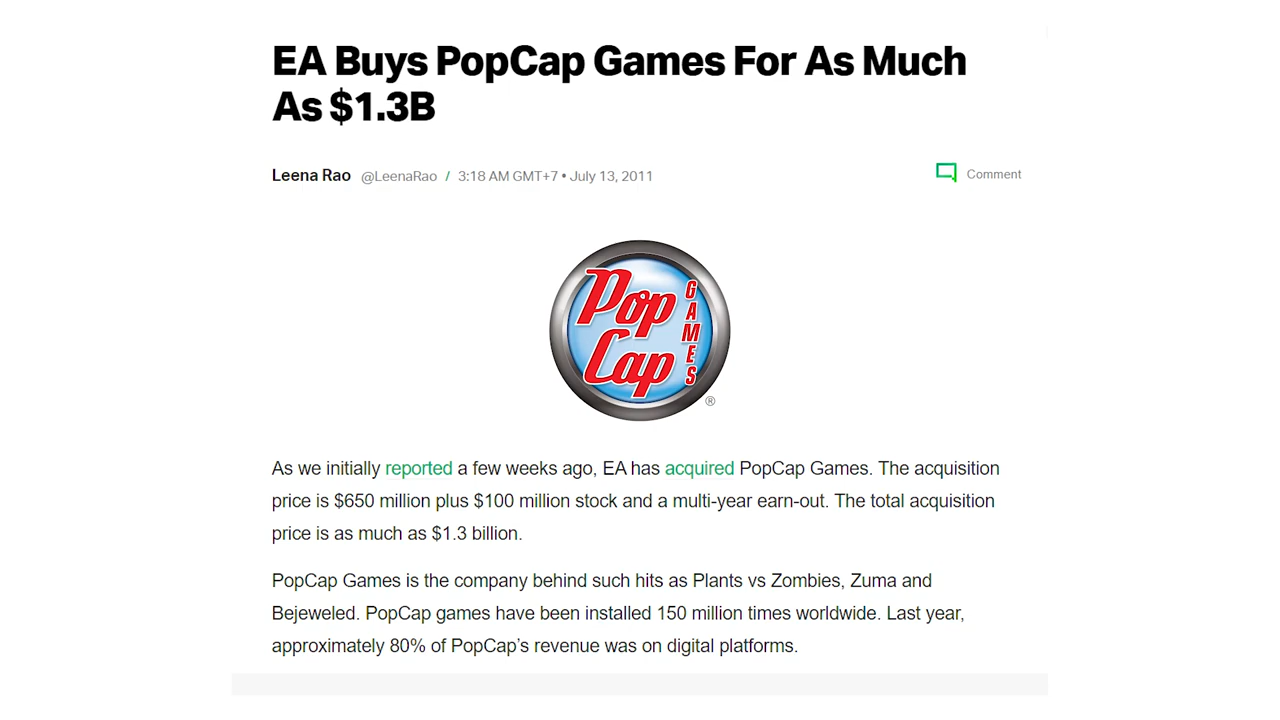 EA Buys PopCap Games For As Much
As $1.3B
Leena Rao @LeenaRao / 3:18 AM GMT+7 • July 13, 2011
Comment
Pop
Cap
GAMES
®
As we initially reported a few weeks ago, EA has acquired PopCap Games. The acquisition
price is $650 million plus $100 million stock and a multi-year earn-out. The total acquisition
price is as much as $1.3 billion.
PopCap Games is the company behind such hits as Plants vs Zombies, Zuma and
Bejeweled. PopCap games have been installed 150 million times worldwide. Last year,
approximately 80% of PopCap’s revenue was on digital platforms.